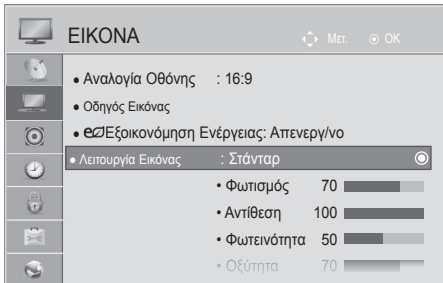 ΕΙΚΟΝΑ Μετ. OK
• Αναλογία Οθόνης : 16:9
• Οδηγός Εικόνας
• Εξοικονόμηση Ενέργειας: Απενεργ/νο
• Λειτουργία Εικόνας : Στάνταρ
• Φωτισμός 70
• Αντίθεση 100
• Φωτεινότητα 50
• Οξύτητα 70